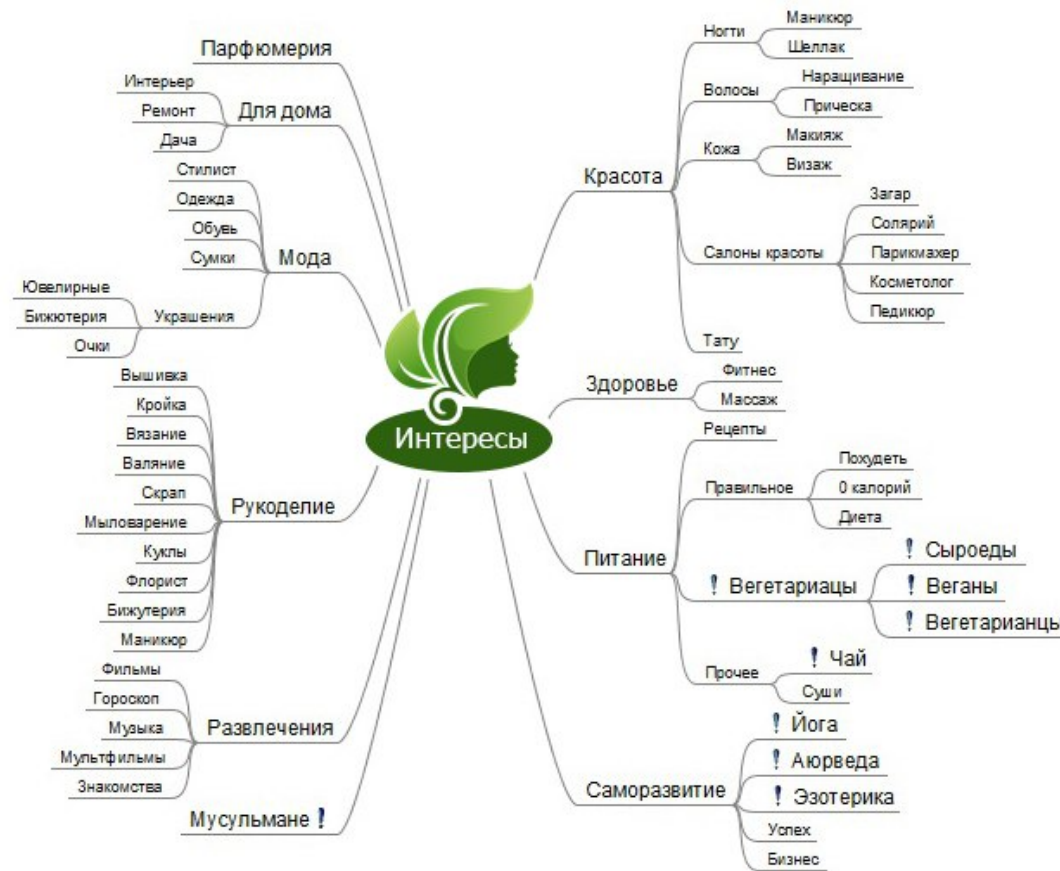 Интересы
Парфюмерия
Для дома
Интерьер
Ремонт
Дача
Мода
Стилист
Одежда
Обувь
Сумки
Украшения
Ювелирные
Бижютерия
Очки
Рукоделие
Вышивка
Кройка
Вязание
Валяние
Скрап
Мыловарение
Куклы
Флорист
Бижутерия
Маникюр
Развлечения
Фильмы
Гороскоп
Музыка
Мультфильмы
Знакомства
Мусульмане
Красота
Ногти
Маникюр
Шеллак
Волосы
Наращивание
Прическа
Кожа
Макияж
Визаж
Салоны красоты
Загар
Солярий
Парикмахер
Косметолог
Педикюр
Тату
Здоровье
Фитнес
Массаж
Питание
Рецепты
Правильное
Похудеть
0 калорий
Диета
Вегетариацы
Сыроеды
Веганы
Вегетарианцы
Прочее
Чай
Суши
Саморазвитие
Йога
Аюрведа
Эзотерика
Успех
Бизнес